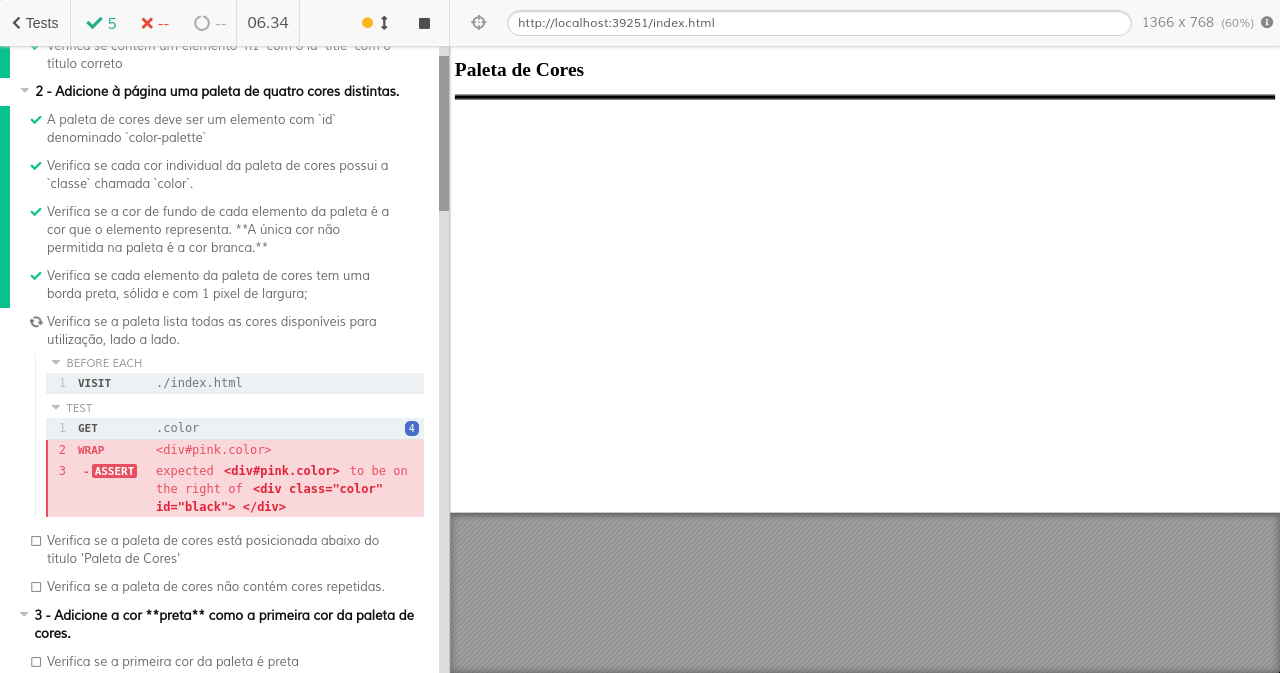 Tests
5
--
--
06.34
http://localhost:39251/index.html
1366 x 768 (60%)
Verifica se contém um elemento `h1` com o id `title` com o
título correto
2 - Adicione à página uma paleta de quatro cores distintas.
A paleta de cores deve ser um elemento com `id`
denominado `color-palette`
Verifica se cada cor individual da paleta de cores possui a
`classe` chamada `color`.
Verifica se a cor de fundo de cada elemento da paleta é a
cor que o elemento representa. **A única cor não
permitida na paleta é a cor branca.**
Verifica se cada elemento da paleta de cores tem uma
borda preta, sólida e com 1 pixel de largura;
Verifica se a paleta lista todas as cores disponíveis para
utilização, lado a lado.
BEFORE EACH
1 VISIT ./index.html
TEST
1 GET .color 4
2 WRAP <div#pink.color>
3 -ASSERT expected <div#pink.color> to be on
the right of <div class="color"
id="black"> </div>
Verifica se a paleta de cores está posicionada abaixo do
título 'Paleta de Cores'
Verifica se a paleta de cores não contém cores repetidas.
3 - Adicione a cor **preta** como a primeira cor da paleta de
cores.
Verifica se a primeira cor da paleta é preta
Paleta de Cores